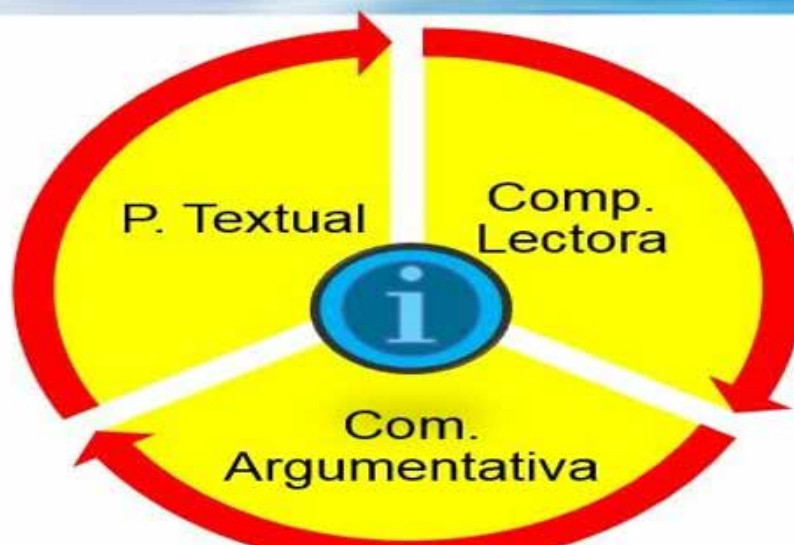 P. Textual
Comp.
Lectora
i
Com.
Argumentativa